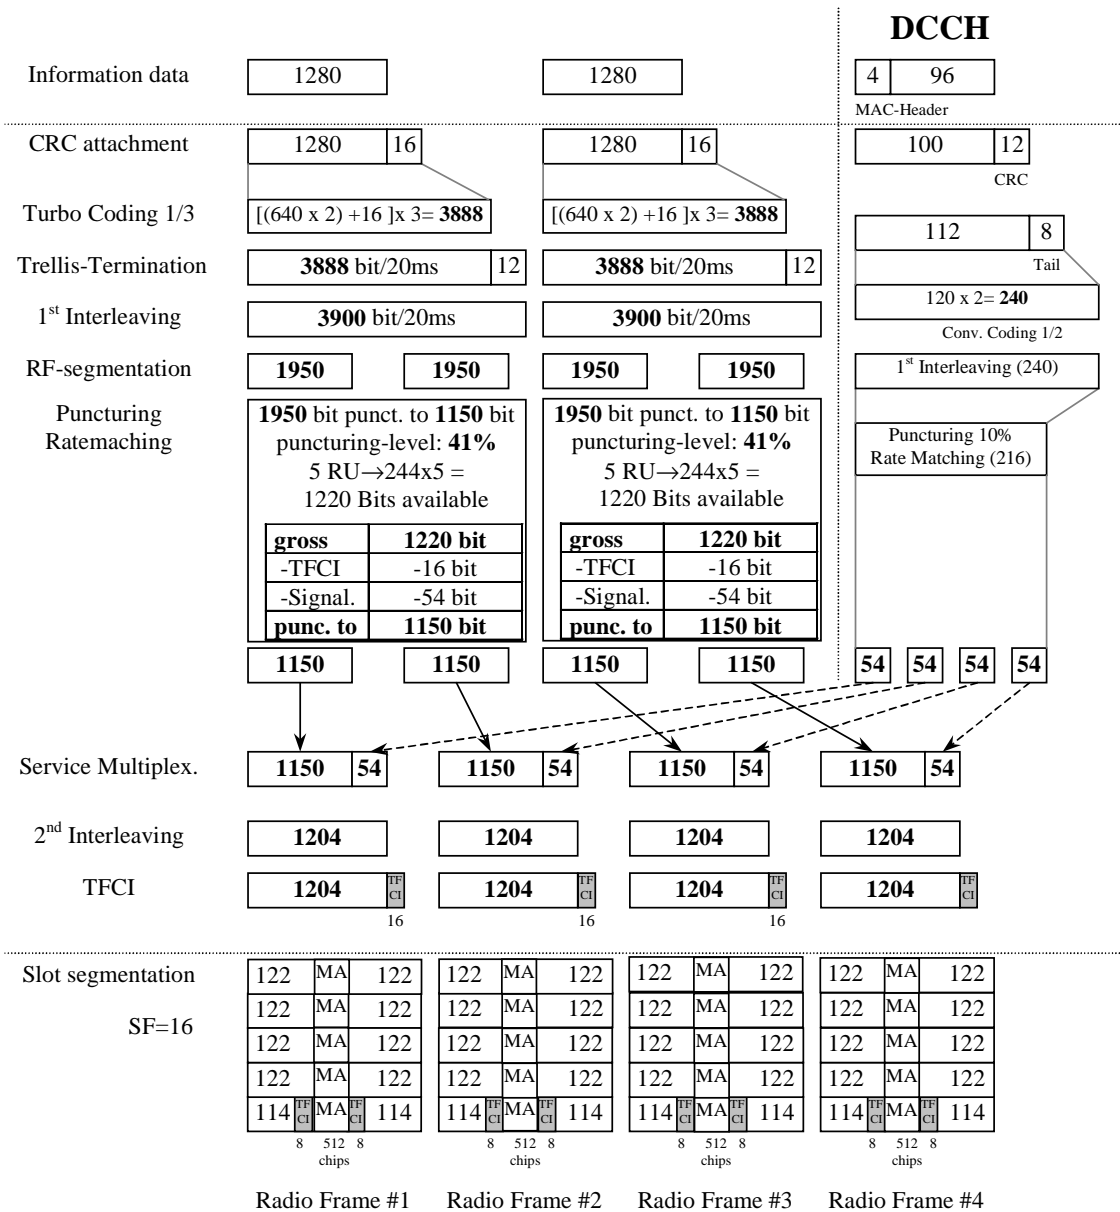 DCCH
Information data 1280 1280 4 96
MAC-Header
CRC attachment 1280 16 1280 16 100 12
CRC
Turbo Coding 1/3 [(640 x 2) +16 ]x 3= 3888 [(640 x 2) +16 ]x 3= 3888
112 8
Tail
Trellis-Termination 3888 bit/20ms 12 3888 bit/20ms 12
120 x 2= 240
Conv. Coding 1/2
1st Interleaving 3900 bit/20ms 3900 bit/20ms
RF-segmentation 1950 1950 1950 1950 1st Interleaving (240)
Puncturing
Ratemaching
1950 bit punct. to 1150 bit
puncturing-level: 41%
5 RU→244x5 =
1220 Bits available
gross 1220 bit
-TFCI -16 bit
-Signal. -54 bit
punc. to 1150 bit
1950 bit punct. to 1150 bit
puncturing-level: 41%
5 RU→244x5 =
1220 Bits available
gross 1220 bit
-TFCI -16 bit
-Signal. -54 bit
punc. to 1150 bit
Puncturing 10%
Rate Matching (216)
1150 1150 1150 1150 54 54 54 54
Service Multiplex. 1150 54 1150 54 1150 54 1150 54
2nd Interleaving 1204 1204 1204 1204
TFCI 1204 TF CI 1204 TF CI 1204 TF CI 1204 TF CI
16 16 16
Slot segmentation
SF=16
122 MA 122 122 MA 122 122 MA 122 122 MA 122
122 MA 122 122 MA 122 122 MA 122 122 MA 122
122 MA 122 122 MA 122 122 MA 122 122 MA 122
122 MA 122 122 MA 122 122 MA 122 122 MA 122
114 TF CI MA TF CI 114 114 TF CI MA TF CI 114 114 TF CI MA TF CI 114 114 TF CI MA TF CI 114
8 512 8 8 512 8 8 512 8 8 512 8
chips chips chips chips
Radio Frame #1 Radio Frame #2 Radio Frame #3 Radio Frame #4